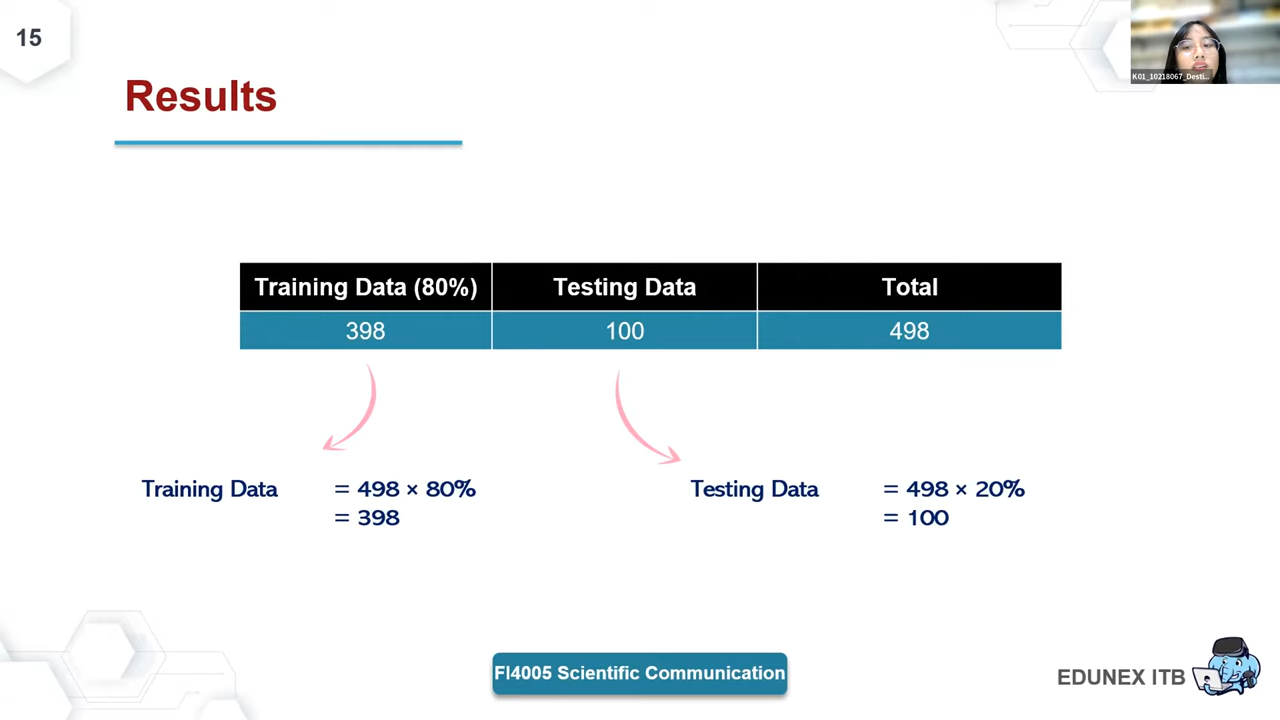 15
K01_10218067_Desti...
Results
Training Data (80%) Testing Data Total
398 100 498
Training Data = 498 × 80%
= 398
Testing Data = 498 × 20%
= 100
FI4005 Scientific Communication
EDUNEX ITB